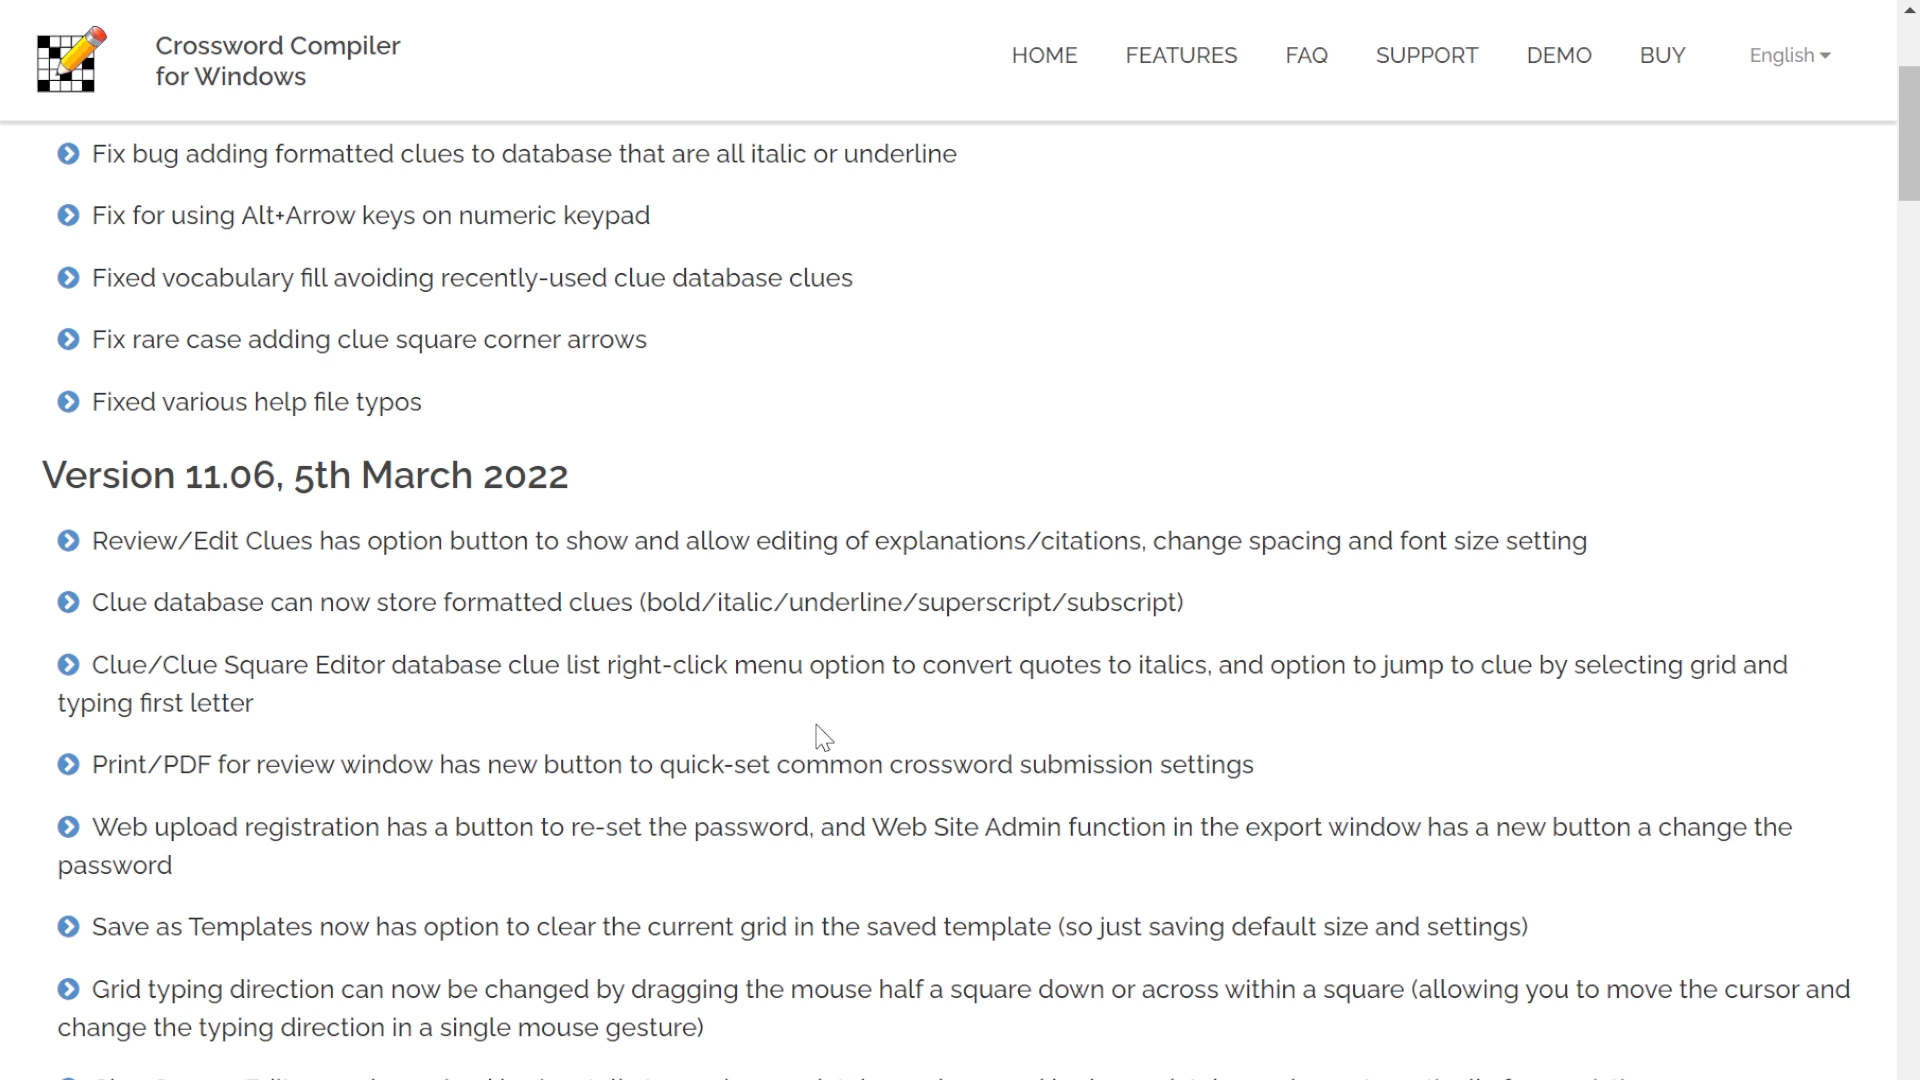 Crossword Compiler
for Windows
HOME FEATURES FAQ SUPPORT DEMO BUY English
Fix bug adding formatted clues to database that are all italic or underline
Fix for using Alt+Arrow keys on numeric keypad
Fixed vocabulary fill avoiding recently-used clue database clues
Fix rare case adding clue square corner arrows
Fixed various help file typos
Version 11.06, 5th March 2022
Review/Edit Clues has option button to show and allow editing of explanations/citations, change spacing and font size setting
Clue database can now store formatted clues (bold/italic/underline/superscript/subscript)
Clue/Clue Square Editor database clue list right-click menu option to convert quotes to italics, and option to jump to clue by selecting grid and
typing first letter
Print/PDF for review window has new button to quick-set common crossword submission settings
Web upload registration has a button to re-set the password, and Web Site Admin function in the export window has a new button a change the
password
Save as Templates now has option to clear the current grid in the saved template (so just saving default size and settings)
Grid typing direction can now be changed by dragging the mouse half a square down or across within a square (allowing you to move the cursor and
change the typing direction in a single mouse gesture)